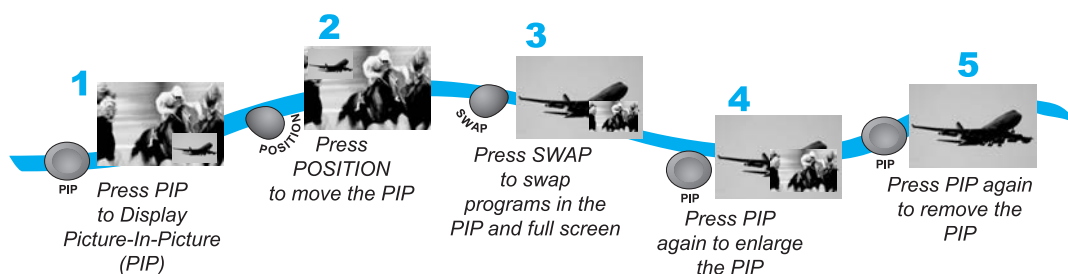 1
PIP
Press PIP
to Display
Picture-In-Picture
(PIP)
2
POSITION
Press
POSITION
to move the PIP
3
SWAP
Press SWAP
to swap
programs in the
PIP and full screen
4
PIP
Press PIP
again to enlarge
the PIP
5
PIP
Press PIP again
to remove the
PIP